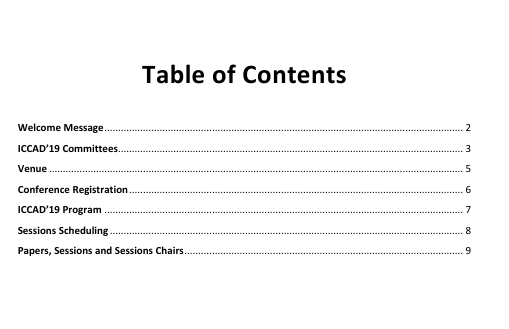 Table of Contents
Welcome Message........................................................................................................................ 2
ICCAD’19 Committees.................................................................................................................... 3
Venue ........................................................................................................................................ 5
Conference Registration................................................................................................................ 6
ICCAD’19 Program ........................................................................................................................ 7
Sessions Scheduling ...................................................................................................................... 8
Papers, Sessions and Sessions Chairs............................................................................................ 9